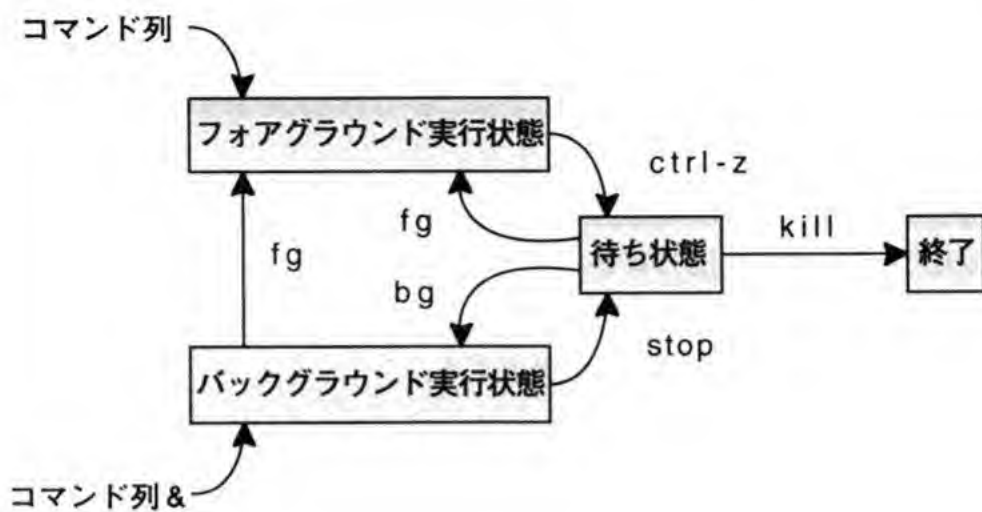 コマンド列
フォアグラウンド実行状態
ctrl-z
fg
fg
待ち状態
kill
終了
bg
stop
バックグラウンド実行状態
コマンド列&